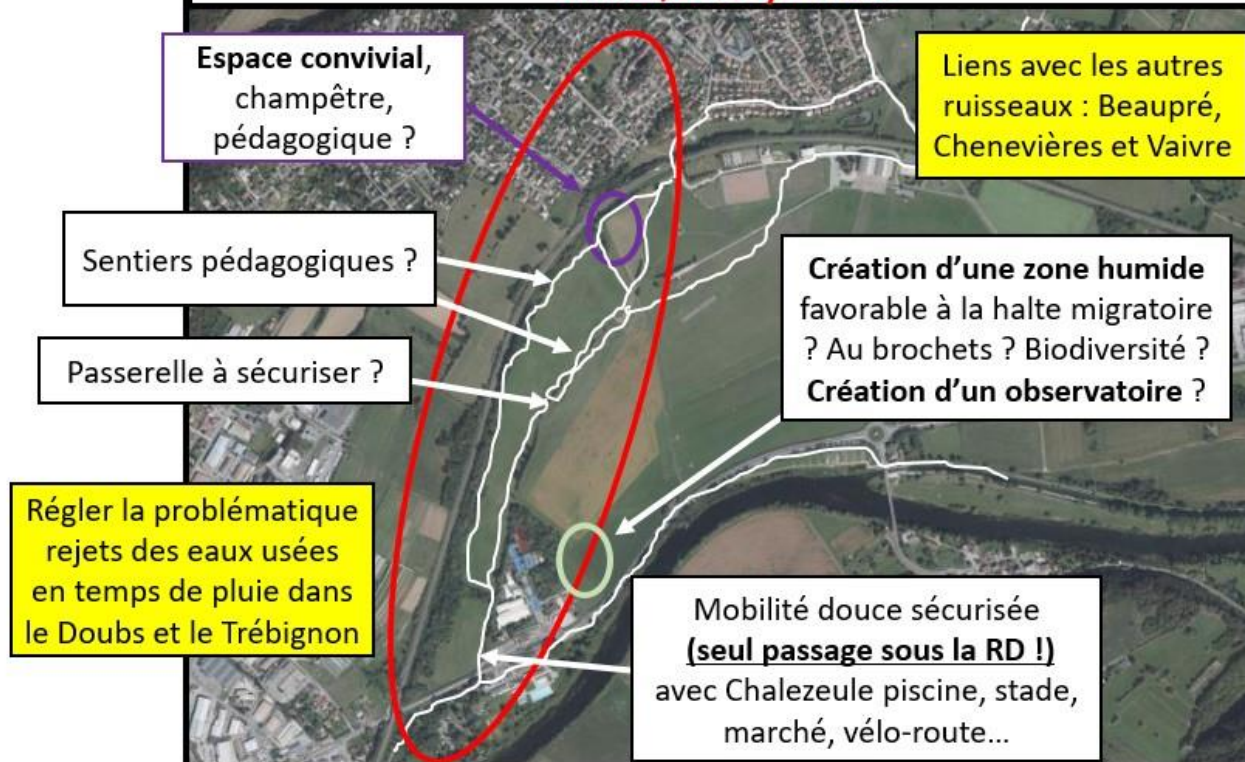 Espace convivial,
champêtre,
pédagogique ?
Liens avec les autres
ruisseaux : Beaupré,
Chenevières et Vaivre
Sentiers pédagogiques ?
Création d’une zone humide
favorable à la halte migratoire
? Au brochets ? Biodiversité ?
Création d’un observatoire ?
Passerelle à sécuriser ?
Régler la problématique
rejets des eaux usées
en temps de pluie dans
le Doubs et le Trébignon
Mobilité douce sécurisée
(seul passage sous la RD !)
avec Chalezeule piscine, stade,
marché, vélo-route…